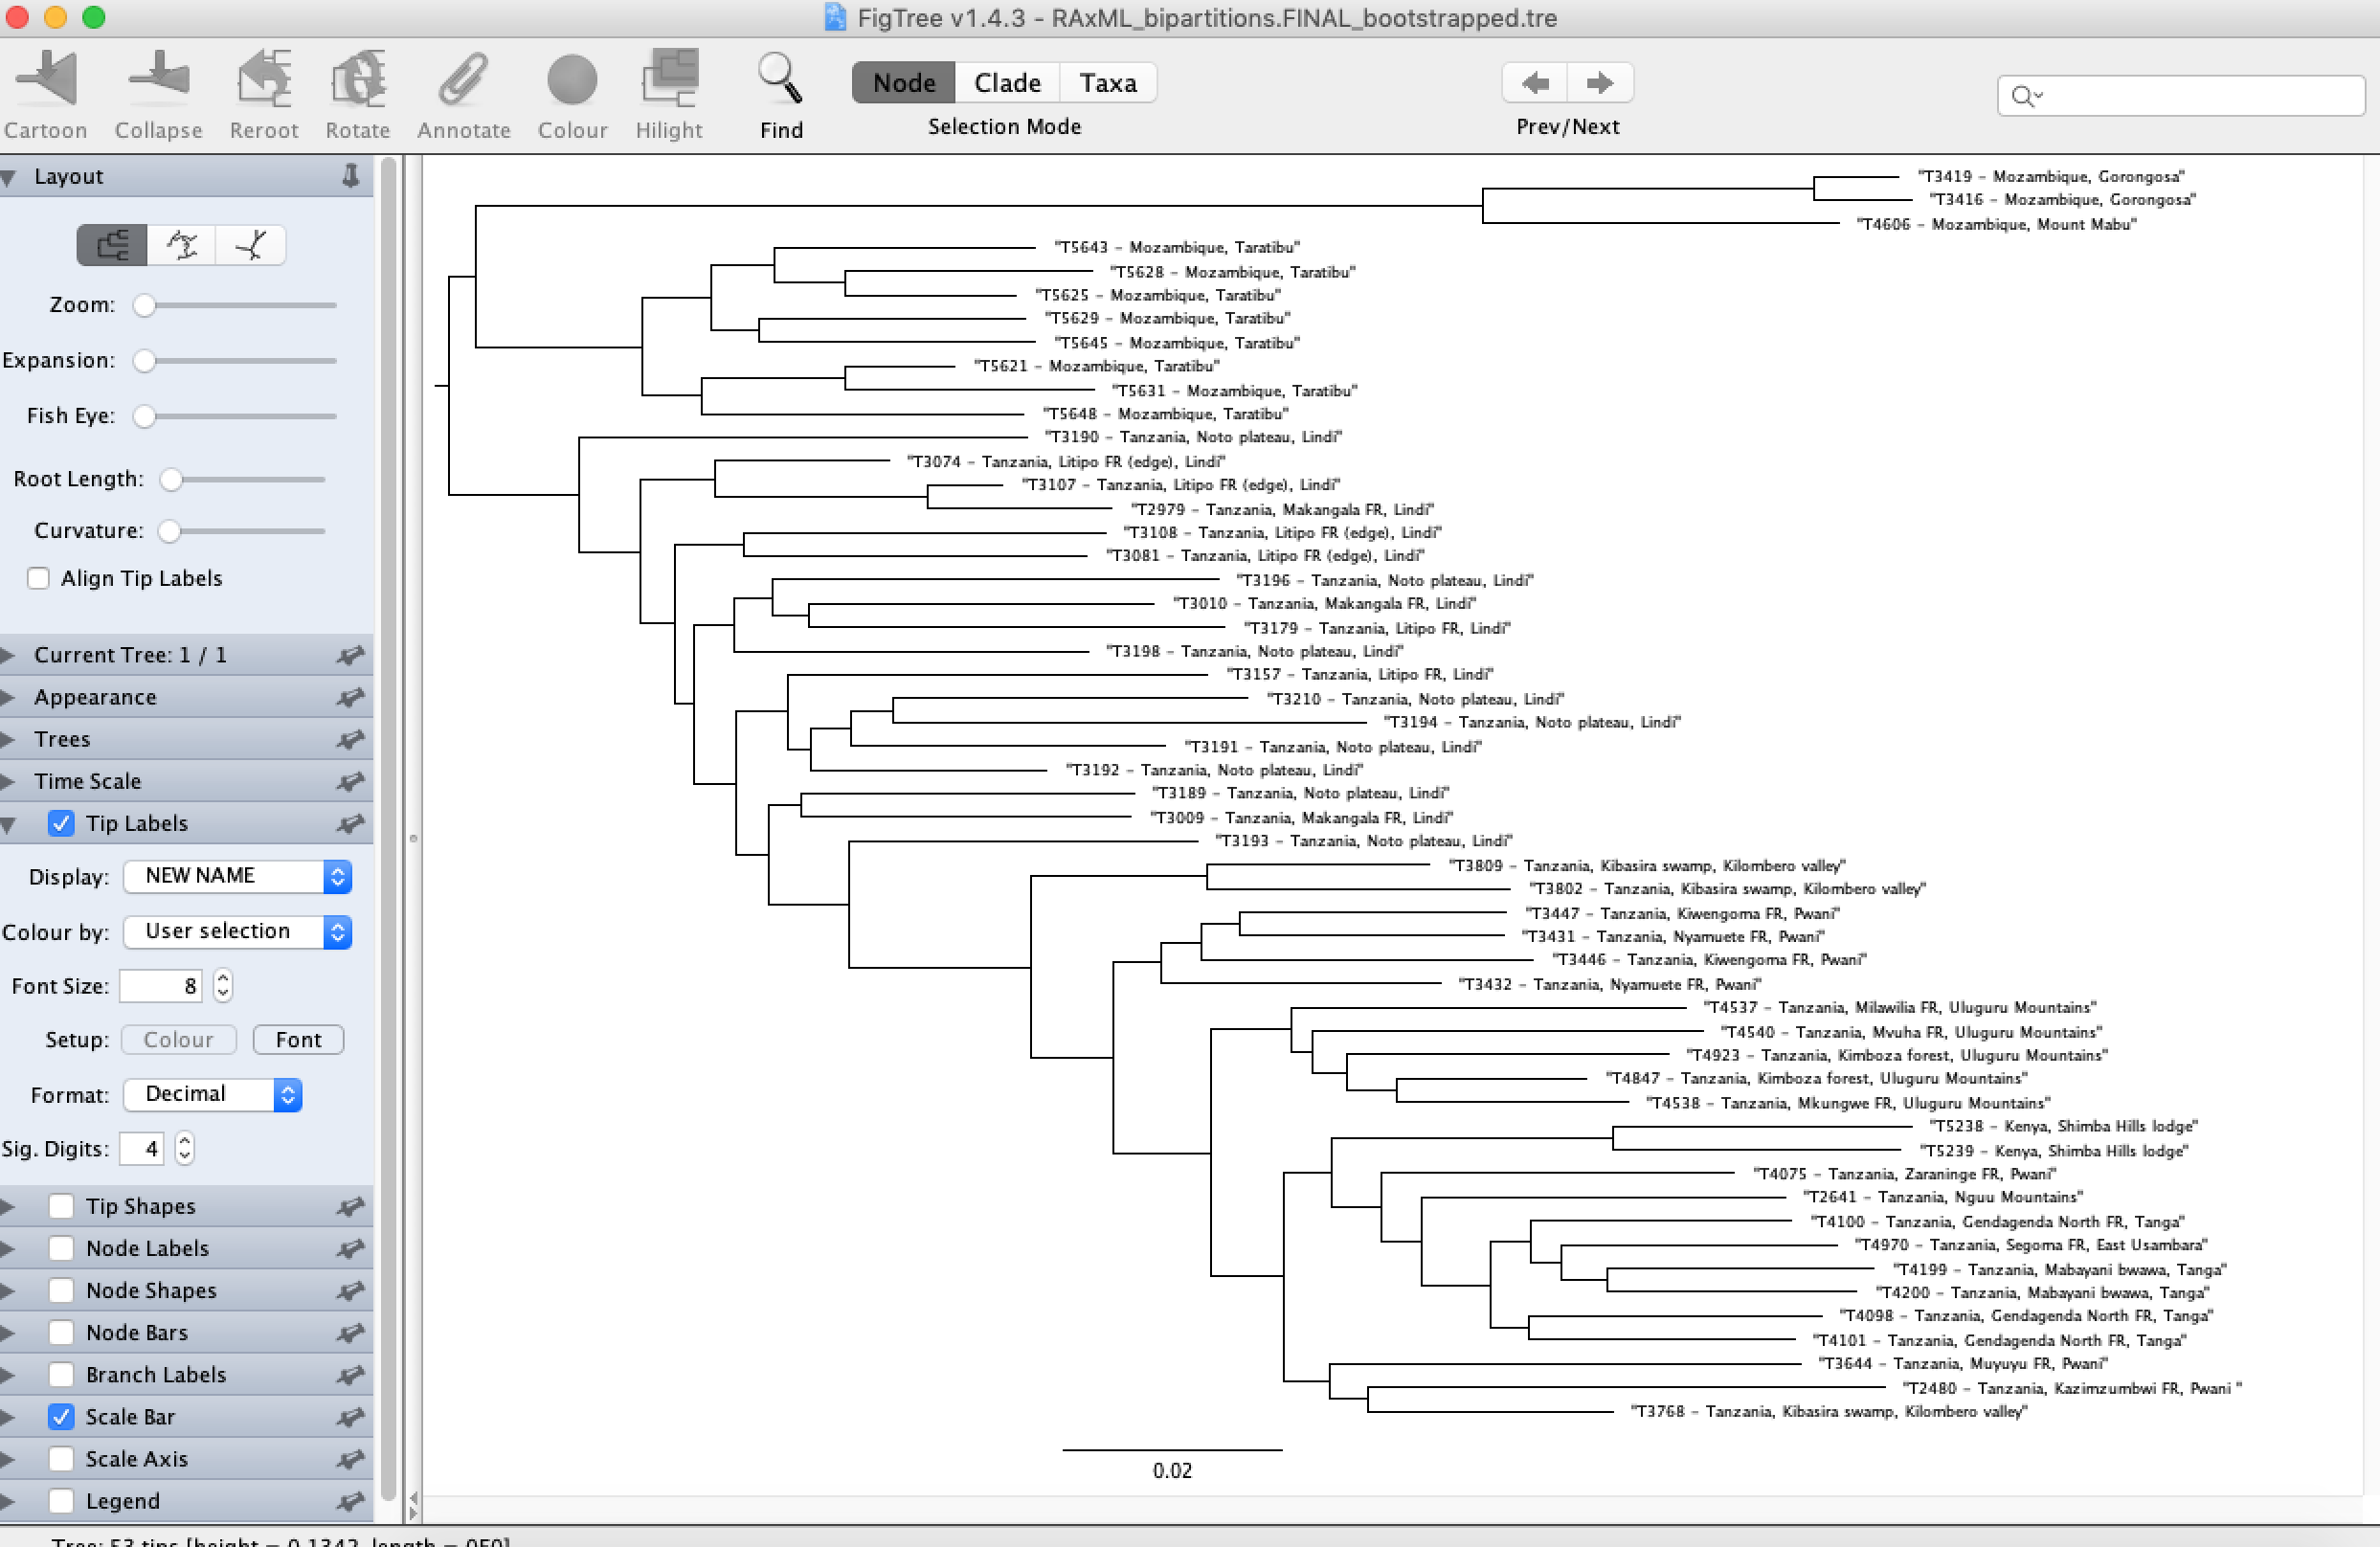 FigTree v1.4.3 - RAxML_bipartitions.FINAL_bootstrapped.tre
Cartoon Collapse Reroot Rotate Annotate Colour Hilight Find
Node Clade Taxa
Selection Mode
Prev/Next
Layout
Zoom:
Expansion:
Fish Eye:
Root Length:
Curvature:
Align Tip Labels
Current Tree: 1 / 1
Appearance
Trees
Time Scale
Tip Labels
Display: NEW NAME
Colour by: User selection
Font Size: 8
Setup: Colour Font
Format: Decimal
Sig. Digits: 4
Tip Shapes
Node Labels
Node Shapes
Node Bars
Branch Labels
Scale Bar
Scale Axis
Legend
"T3419 - Mozambique, Gorongosa"
"T3416 - Mozambique, Gorongosa"
"T4606 - Mozambique, Mount Mabu"
"T5643 - Mozambique, Taratibu"
"T5628 - Mozambique, Taratibu"
"T5625 - Mozambique, Taratibu"
"T5629 - Mozambique, Taratibu"
"T5645 - Mozambique, Taratibu"
"T5621 - Mozambique, Taratibu"
"T5631 - Mozambique, Taratibu"
"T5648 - Mozambique, Taratibu"
"T3190 - Tanzania, Noto plateau, Lindi"
"T3074 - Tanzania, Litipo FR (edge), Lindi"
"T3107 - Tanzania, Litipo FR (edge), Lindi"
"T2979 - Tanzania, Makangala FR, Lindi"
"T3108 - Tanzania, Litipo FR (edge), Lindi"
"T3081 - Tanzania, Litipo FR (edge), Lindi"
"T3196 - Tanzania, Noto plateau, Lindi"
"T3010 - Tanzania, Makangala FR, Lindi"
"T3179 - Tanzania, Litipo FR, Lindi"
"T3198 - Tanzania, Noto plateau, Lindi"
"T3157 - Tanzania, Litipo FR, Lindi"
"T3210 - Tanzania, Noto plateau, Lindi"
"T3194 - Tanzania, Noto plateau, Lindi"
"T3191 - Tanzania, Noto plateau, Lindi"
"T3192 - Tanzania, Noto plateau, Lindi"
"T3189 - Tanzania, Noto plateau, Lindi"
"T3009 - Tanzania, Makangala FR, Lindi"
"T3193 - Tanzania, Noto plateau, Lindi"
"T3809 - Tanzania, Kibasira swamp, Kilombero valley"
"T3802 - Tanzania, Kibasira swamp, Kilombero valley"
"T3447 - Tanzania, Kiwengoma FR, Pwani"
"T3431 - Tanzania, Nyamuete FR, Pwani"
"T3446 - Tanzania, Kiwengoma FR, Pwani"
"T3432 - Tanzania, Nyamuete FR, Pwani"
"T4537 - Tanzania, Milawilia FR, Uluguru Mountains"
"T4540 - Tanzania, Mvuha FR, Uluguru Mountains"
"T4923 - Tanzania, Kimboza forest, Uluguru Mountains"
"T4847 - Tanzania, Kimboza forest, Uluguru Mountains"
"T4538 - Tanzania, Mkungwe FR, Uluguru Mountains"
"T5238 - Kenya, Shimba Hills lodge"
"T5239 - Kenya, Shimba Hills lodge"
"T4075 - Tanzania, Zaraninge FR, Pwani"
"T2641 - Tanzania, Nguu Mountains"
"T4100 - Tanzania, Gendagenda North FR, Tanga"
"T4970 - Tanzania, Segoma FR, East Usambara"
"T4199 - Tanzania, Mabayani bwawa, Tanga"
"T4200 - Tanzania, Mabayani bwawa, Tanga"
"T4098 - Tanzania, Gendagenda North FR, Tanga"
"T4101 - Tanzania, Gendagenda North FR, Tanga"
"T3644 - Tanzania, Muyuyu FR, Pwani"
"T2480 - Tanzania, Kazimzumbwi FR, Pwani "
"T3768 - Tanzania, Kibasira swamp, Kilombero valley"
0.02
Tree: 53 tips [height = 0.1342, length = .959]